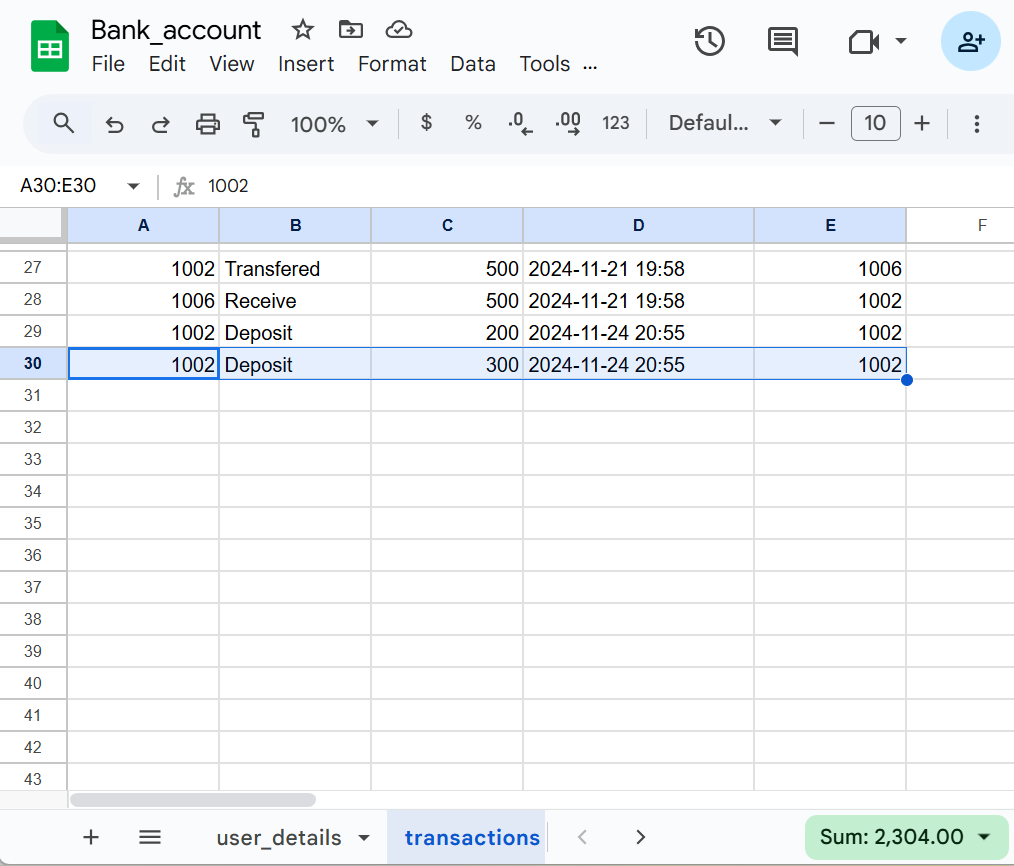 Bank_account
File Edit View Insert Format Data Tools ...
100% $ % .0 .00 123 Defaul... 10
A30:E30 fx 1002
A B C D E F
27 1002 Transfered 500 2024-11-21 19:58 1006
28 1006 Receive 500 2024-11-21 19:58 1002
29 1002 Deposit 200 2024-11-24 20:55 1002
30 1002 Deposit 300 2024-11-24 20:55 1002
31
32
33
34
35
36
37
38
39
40
41
42
43
user_details transactions Sum: 2,304.00